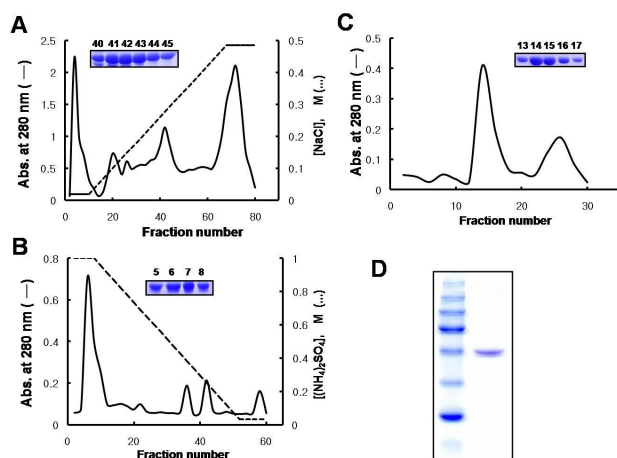 A
40 41 42 43 44 45
2.5
2
1.5
1
0.5
0
Abs. at 280 nm ( — )
0.5
0.4
0.3
0.2
0.1
0
[NaCl], M (...)
0 20 40 60 80
Fraction number
B
5 6 7 8
0.8
0.6
0.4
0.2
0
Abs. at 280 nm ( — )
1
0.8
0.6
0.4
0.2
0
[(NH4)2SO4], M (...)
0 20 40 60
Fraction number
C
13 14 15 16 17
0.5
0.4
0.3
0.2
0.1
0
Abs. at 280 nm ( — )
0 10 20 30
Fraction number
D